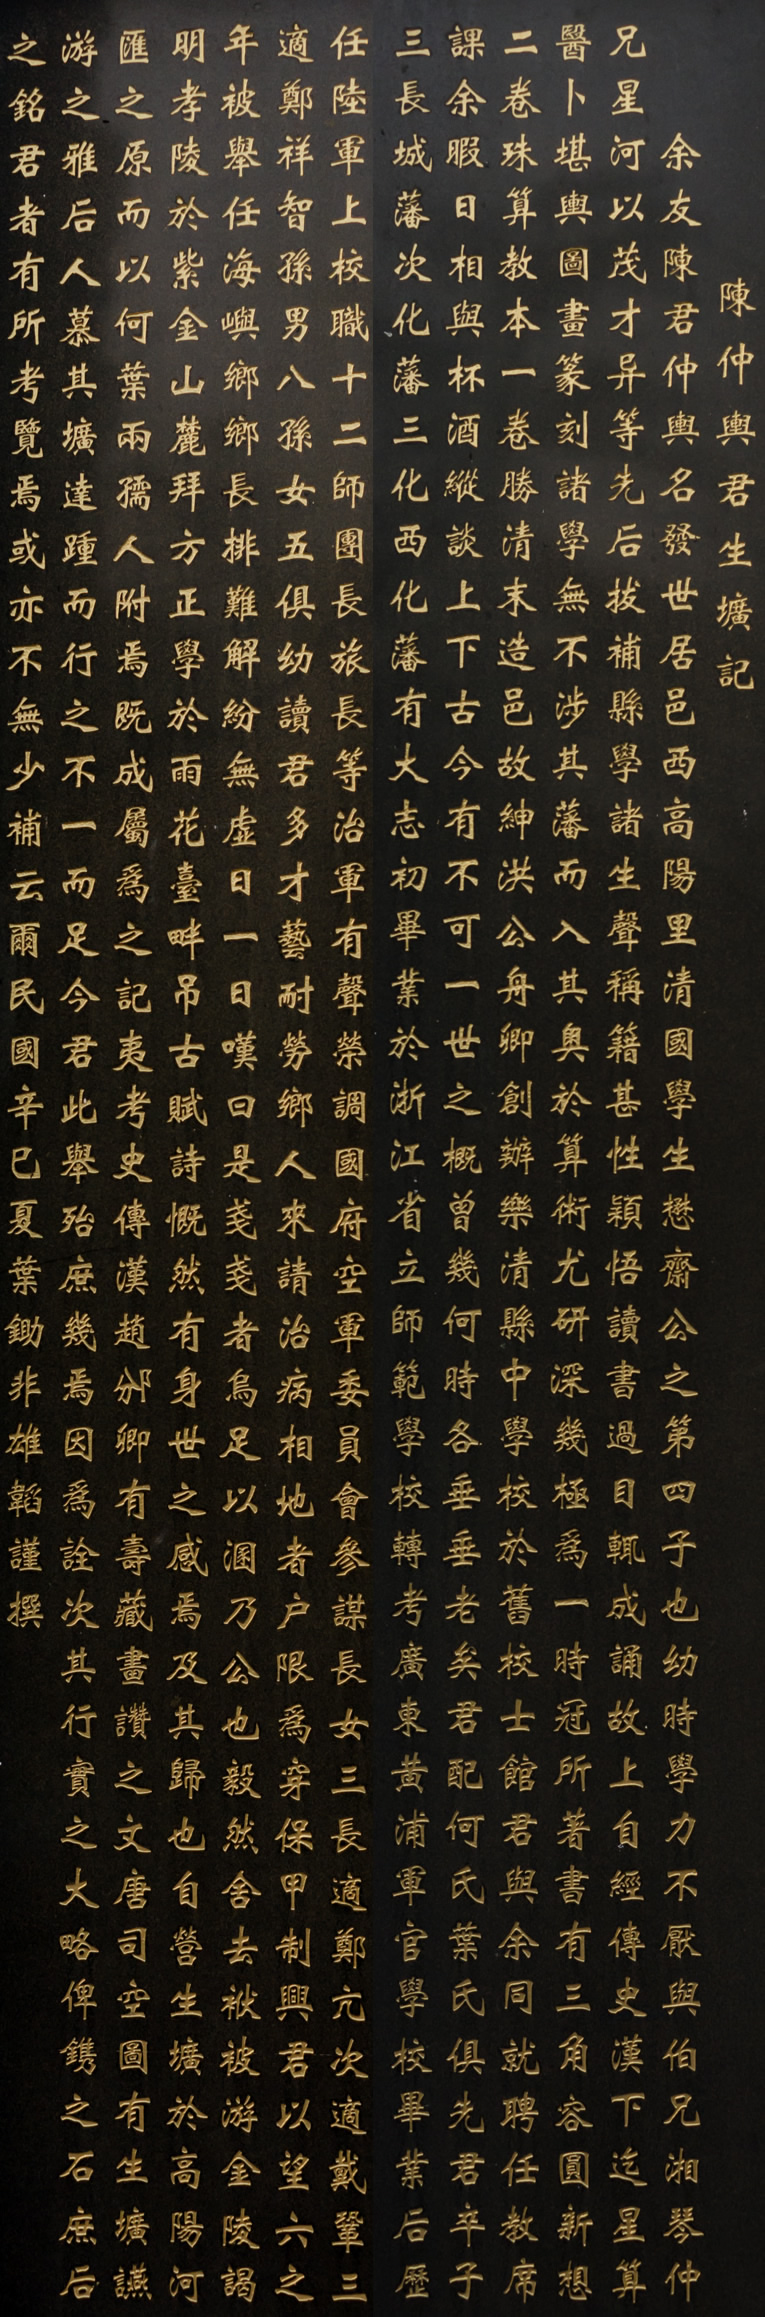 陳仲輿君生壙記
余友陳君仲輿名發世居邑西高陽里清國學生懋齋公之第四子也幼時學力不厭與伯兄湘琴仲
兄星河以茂才异等先后拔補縣學諸生聲稱籍甚性穎悟讀書過目輒成誦故上自經傳史漢下迄星算
醫卜堪輿圖畫篆刻諸學無不涉其藩而入其奧於算術尤研深幾極為一時冠所著書有三角容圓新想
二卷珠算教本一卷勝清末造邑故紳洪公舟卿創辦樂清縣中學校於舊校士館君與余同就聘任教席
課余暇日相與杯酒縱談上下古今有不可一世之概曾幾何時各垂垂老矣君配何氏葉氏俱先君卒子
三長城藩次化藩三化西化藩有大志初畢業於浙江省立師範學校轉考廣東黃浦軍官學校畢業后歷
任陸軍上校職十二師團長旅長等治軍有聲榮調國府空軍委員會參謀長女三長適鄭亢次適戴鞏三
適鄭祥智孫男八孫女五俱幼讀君多才藝耐勞鄉人來請治病相地者户限為穿保甲制興君以望六之
年被舉任海嶼鄉鄉長排難解紛無虛日一日嘆曰是戔戔者烏足以溷乃公也毅然舍去袱被游金陵謁
明孝陵於紫金山麓拜方正學於雨花臺畔吊古賦詩慨然有身世之感焉及其歸也自營生壙於高陽河
匯之原而以何葉兩孺人附焉既成屬為之記夷考史傳漢趙邠卿有壽藏畫讚之文唐司空圖有生壙讌
游之雅后人慕其壙達踵而行之不一而足今君此舉殆庶幾焉因為詮次其行實之大略俾鐫之石庶后
之銘君者有所考覽焉或亦不無少補云爾民國辛巳夏葉鋤非雄韜謹撰